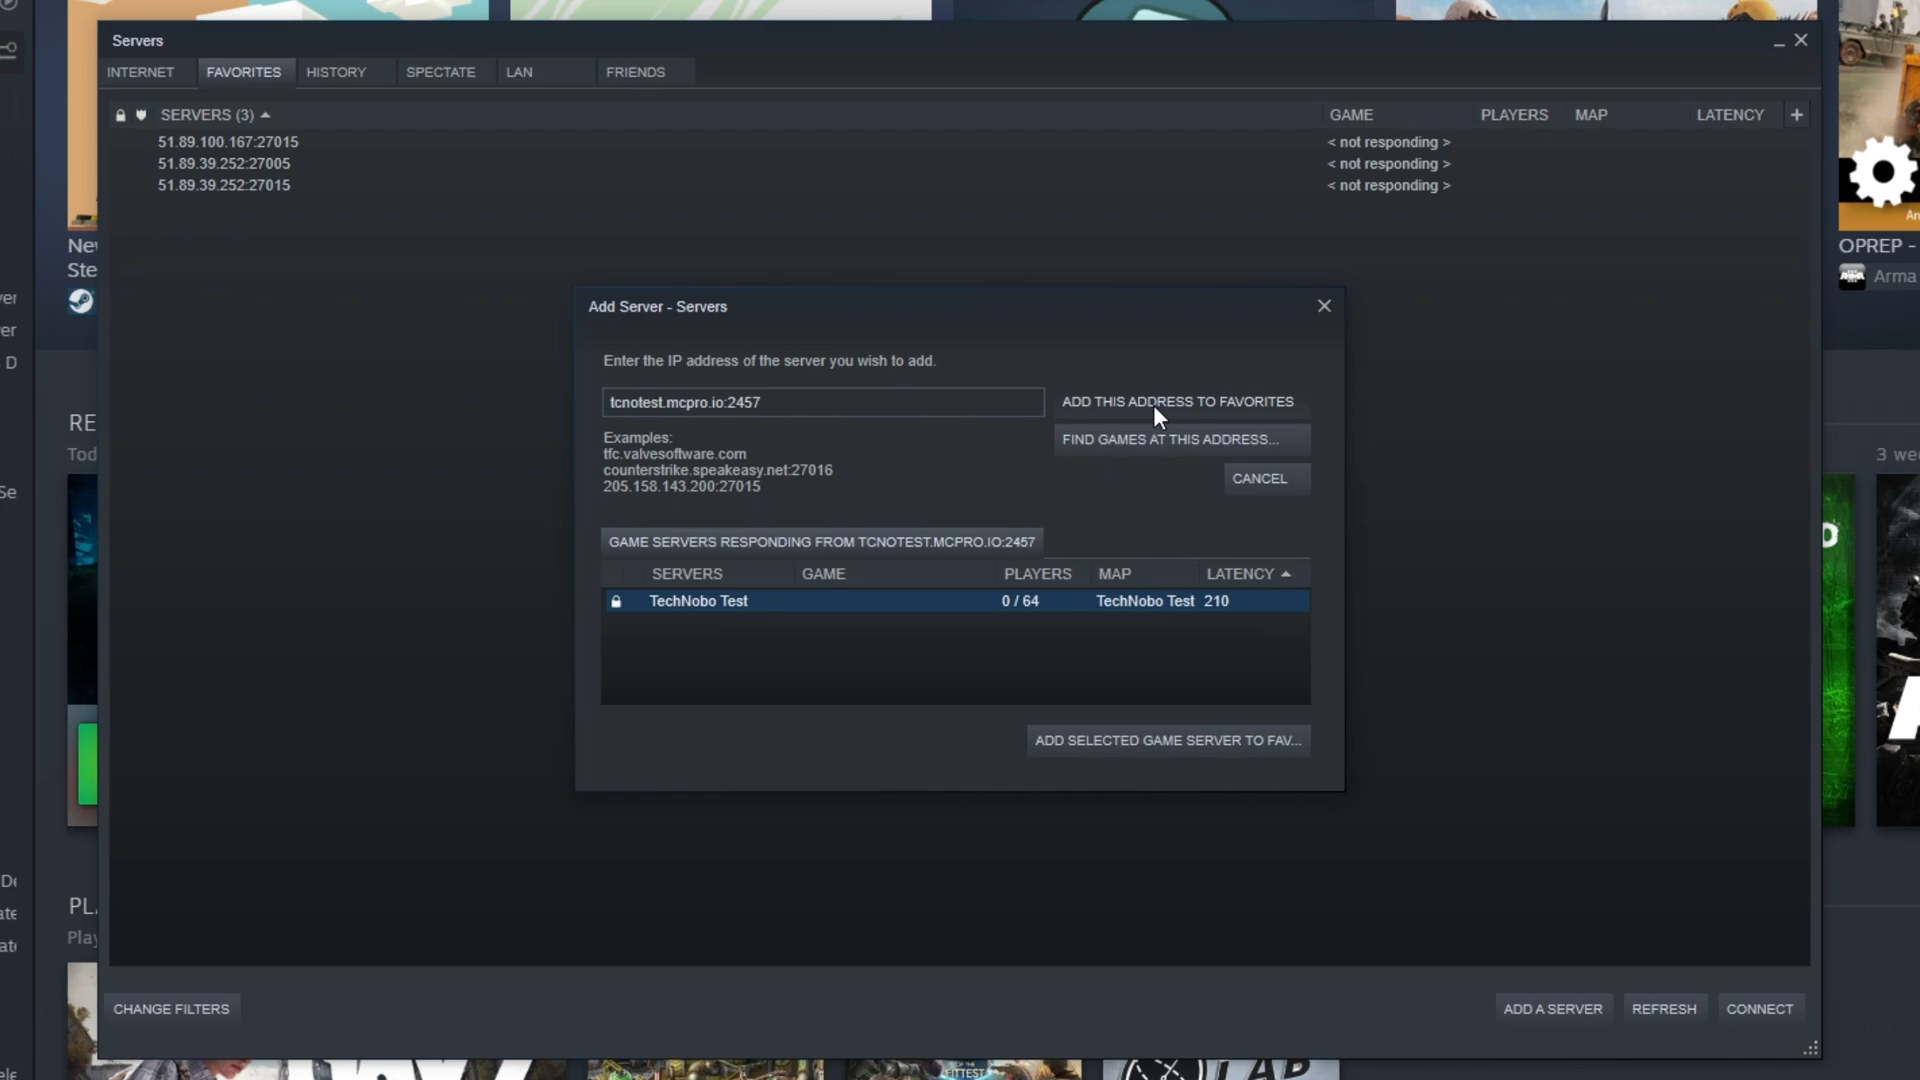 Servers
INTERNET FAVORITES HISTORY SPECTATE LAN FRIENDS
SERVERS (3) GAME PLAYERS MAP LATENCY +
51.89.100.167:27015 < not responding >
51.89.39.252:27005 < not responding >
51.89.39.252:27015 < not responding >
OPREP -
Arma
Add Server - Servers
Enter the IP address of the server you wish to add.
tcnotest.mcpro.io:2457 ADD THIS ADDRESS TO FAVORITES
Examples:
tfc.valvesoftware.com
counterstrike.speakeasy.net:27016
205.158.143.200:27015
FIND GAMES AT THIS ADDRESS...
CANCEL
GAME SERVERS RESPONDING FROM TCNOTEST.MCPRO.IO:2457
SERVERS GAME PLAYERS MAP LATENCY
TechNobo Test 0 / 64 TechNobo Test 210
ADD SELECTED GAME SERVER TO FAV...
CHANGE FILTERS ADD A SERVER REFRESH CONNECT
FITTEST
LAB